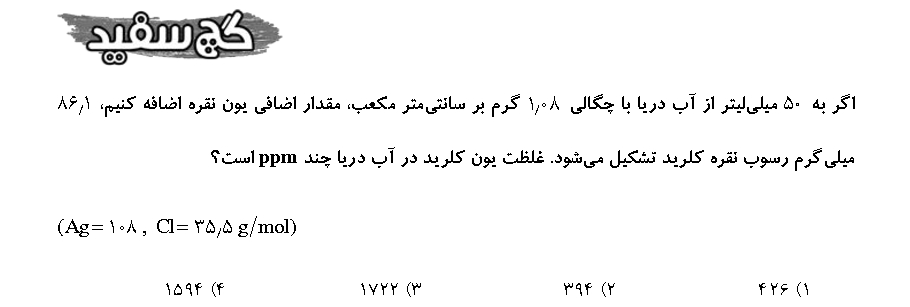 گچ سفید
اگر به ۵۰ میلی‌لیتر از آب دریا با چگالی ۱٫۰۸ گرم بر سانتی‌متر مکعب، مقدار اضافی یون نقره اضافه کنیم، ۸۶٫۱
میلی‌گرم رسوب نقره کلرید تشکیل می‌شود. غلظت یون کلرید در آب دریا چند ppm است؟
(Ag= ۱۰۸ , Cl= ۳۵٫۵ g/mol)
۱) ۴۲۶ ۲) ۳۹۴ ۳) ۱۷۲۲ ۴) ۱۵۹۴